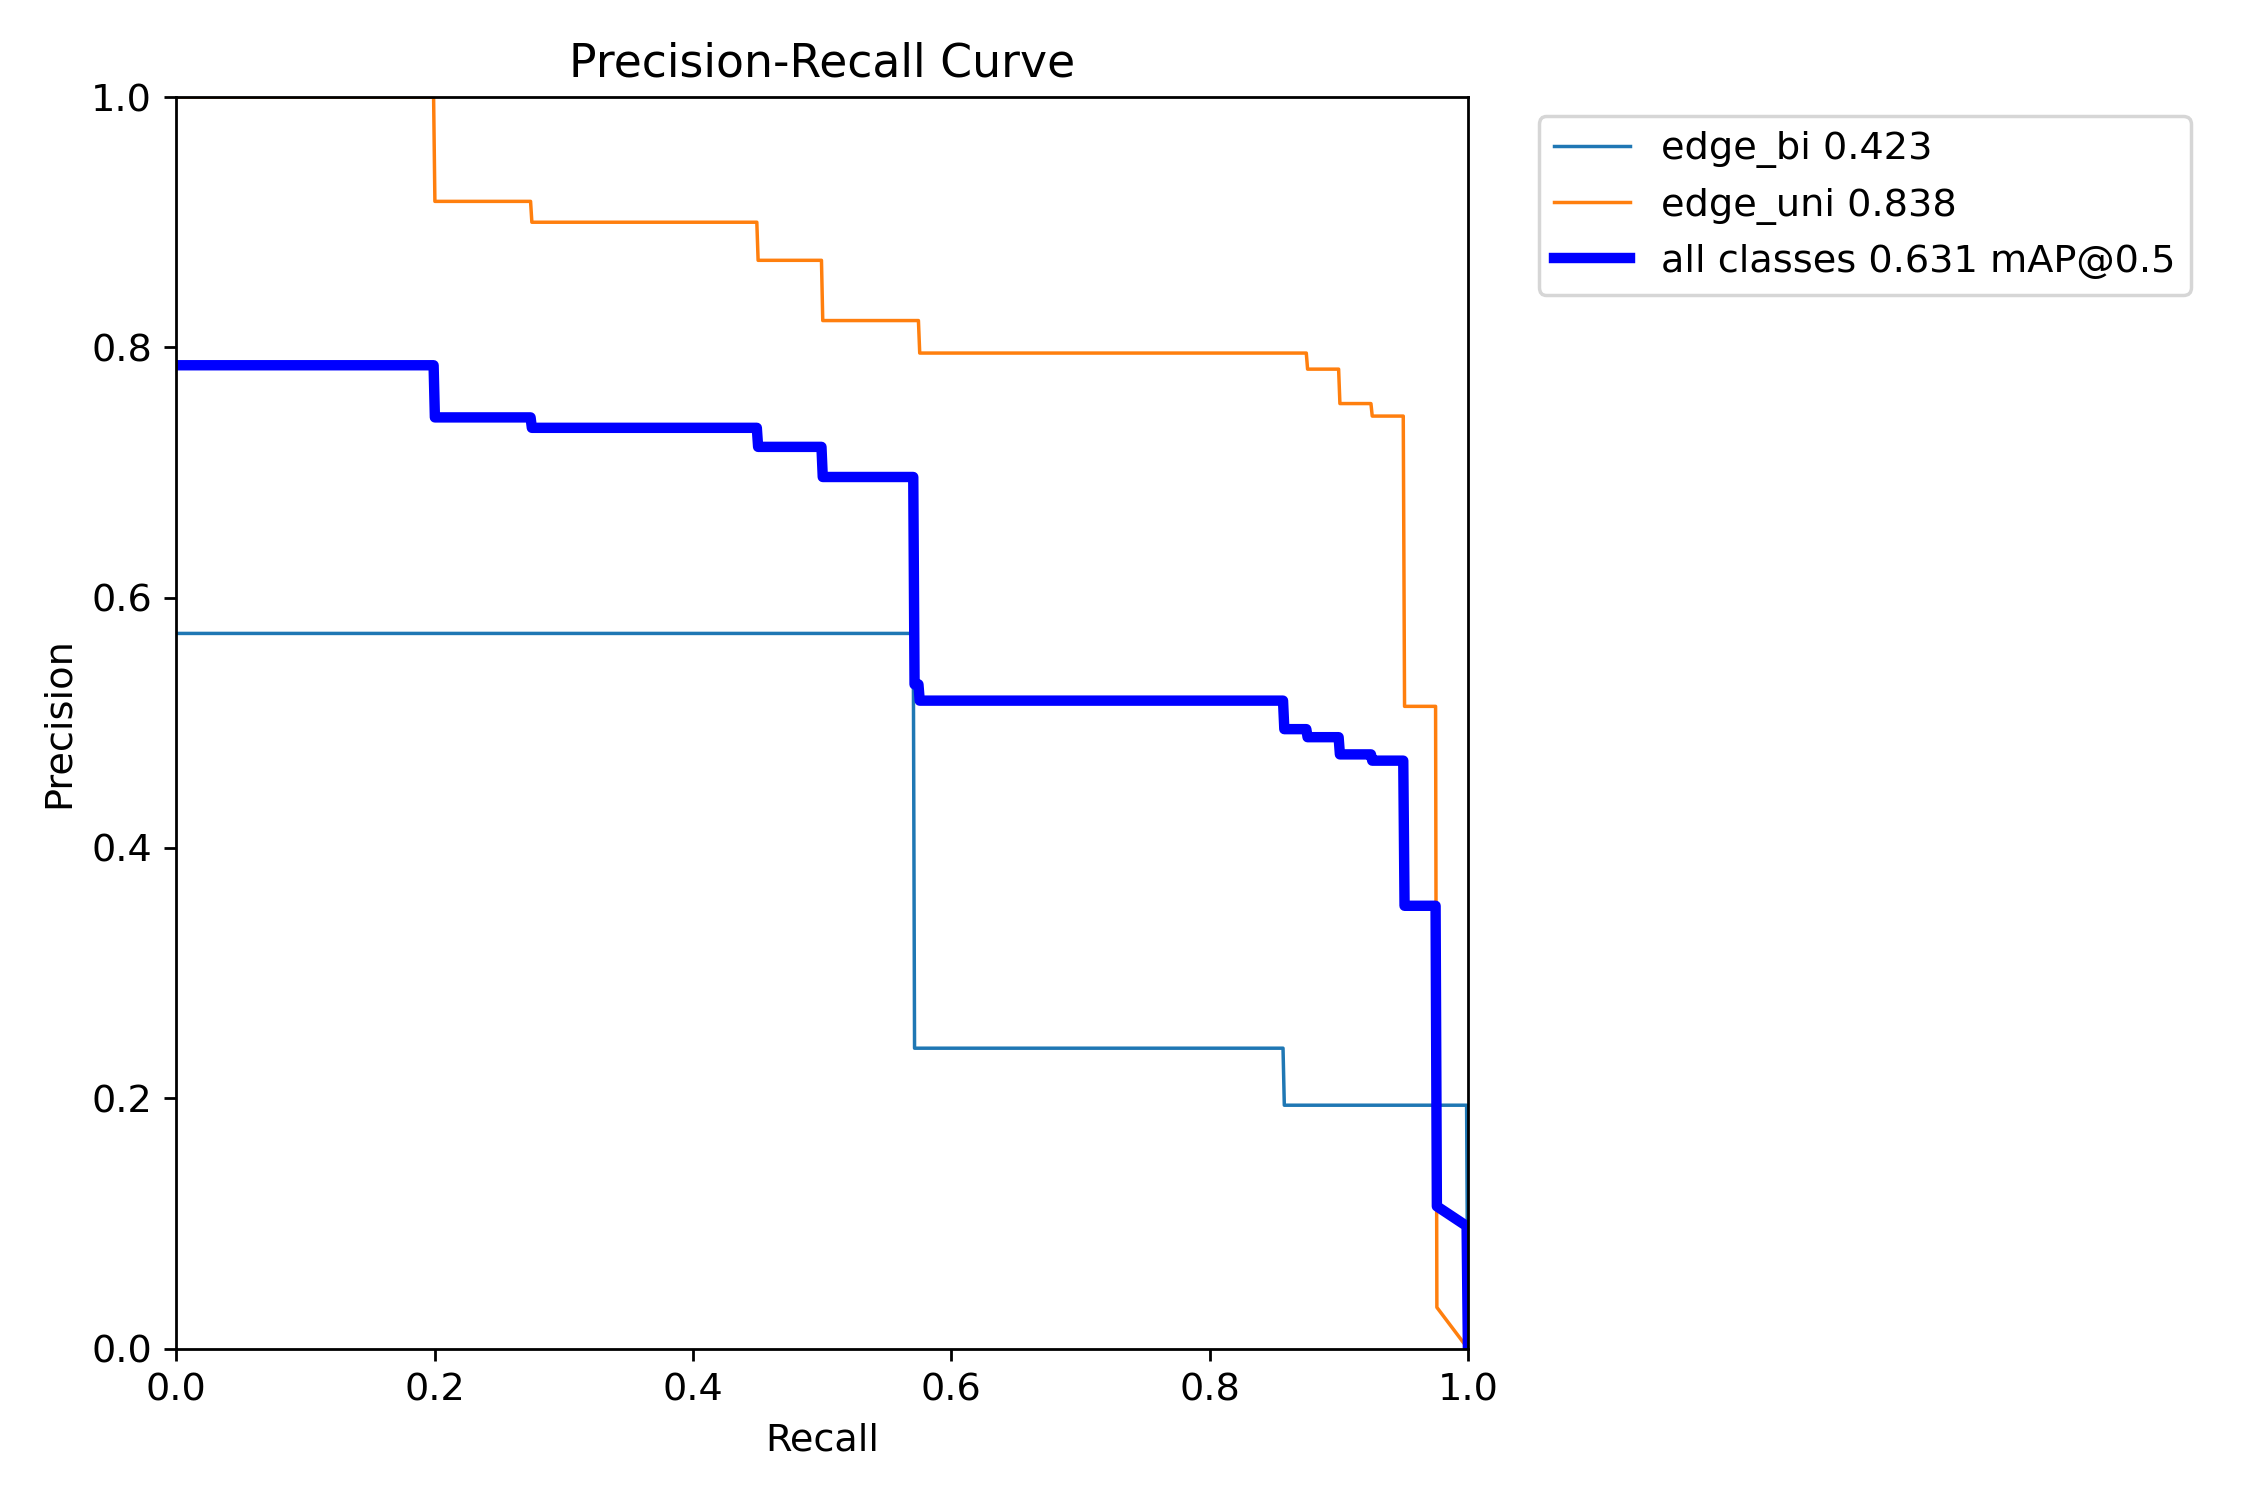 Precision-Recall Curve
edge_bi 0.423
edge_uni 0.838
all classes 0.631 mAP@0.5
1.0
0.8
0.6
0.4
0.2
0.0
Precision
0.0 0.2 0.4 0.6 0.8 1.0
Recall